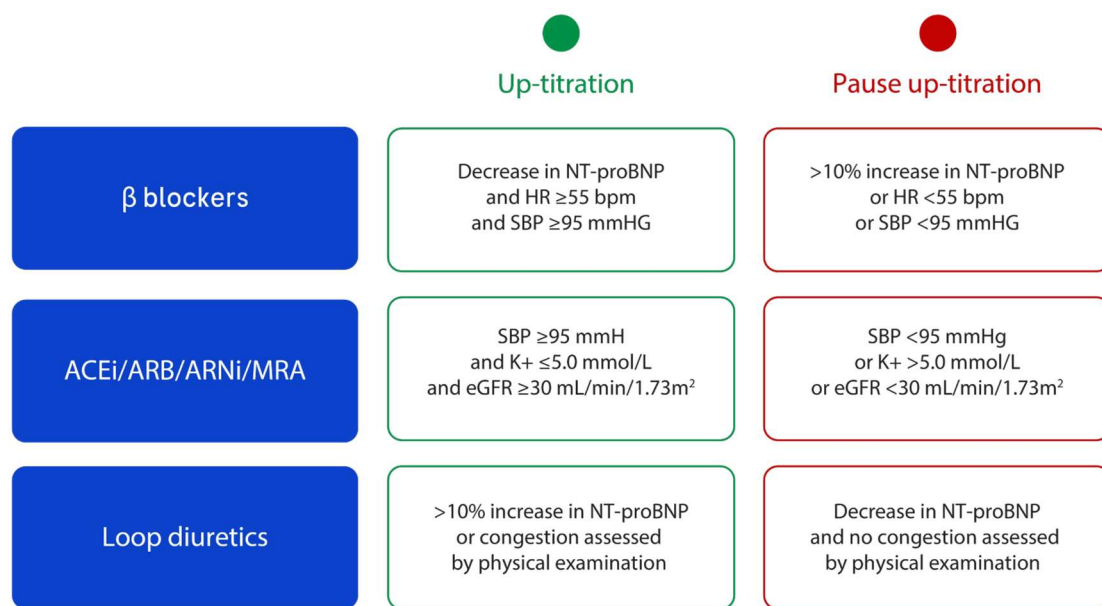 Up-titration
Pause up-titration
β blockers
Decrease in NT-proBNP
and HR ≥55 bpm
and SBP ≥95 mmHG
>10% increase in NT-proBNP
or HR <55 bpm
or SBP <95 mmHG
ACEi/ARB/ARNi/MRA
SBP ≥95 mmH
and K+ ≤5.0 mmol/L
and eGFR ≥30 mL/min/1.73m²
SBP <95 mmHg
or K+ >5.0 mmol/L
or eGFR <30 mL/min/1.73m²
Loop diuretics
>10% increase in NT-proBNP
or congestion assessed
by physical examination
Decrease in NT-proBNP
and no congestion assessed
by physical examination